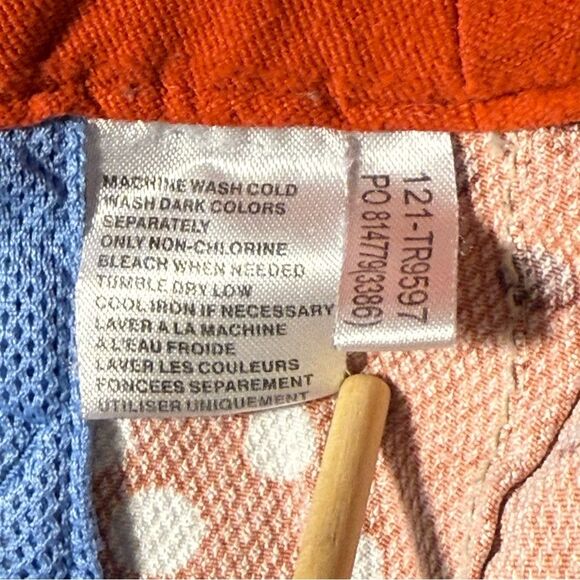 MACHINE WASH COLD
WASH DARK COLORS
SEPARATELY
ONLY NON-CHLORINE
BLEACH WHEN NEEDED
TUMBLE DRY LOW
COOL IRON IF NECESSARY
LAVER A LA MACHINE
A L'EAU FROIDE
LAVER LES COULEURS
FONCEES SEPAREMENT
UTILISER UNIQUEMENT
121-TR9597
PO 814779(3386)